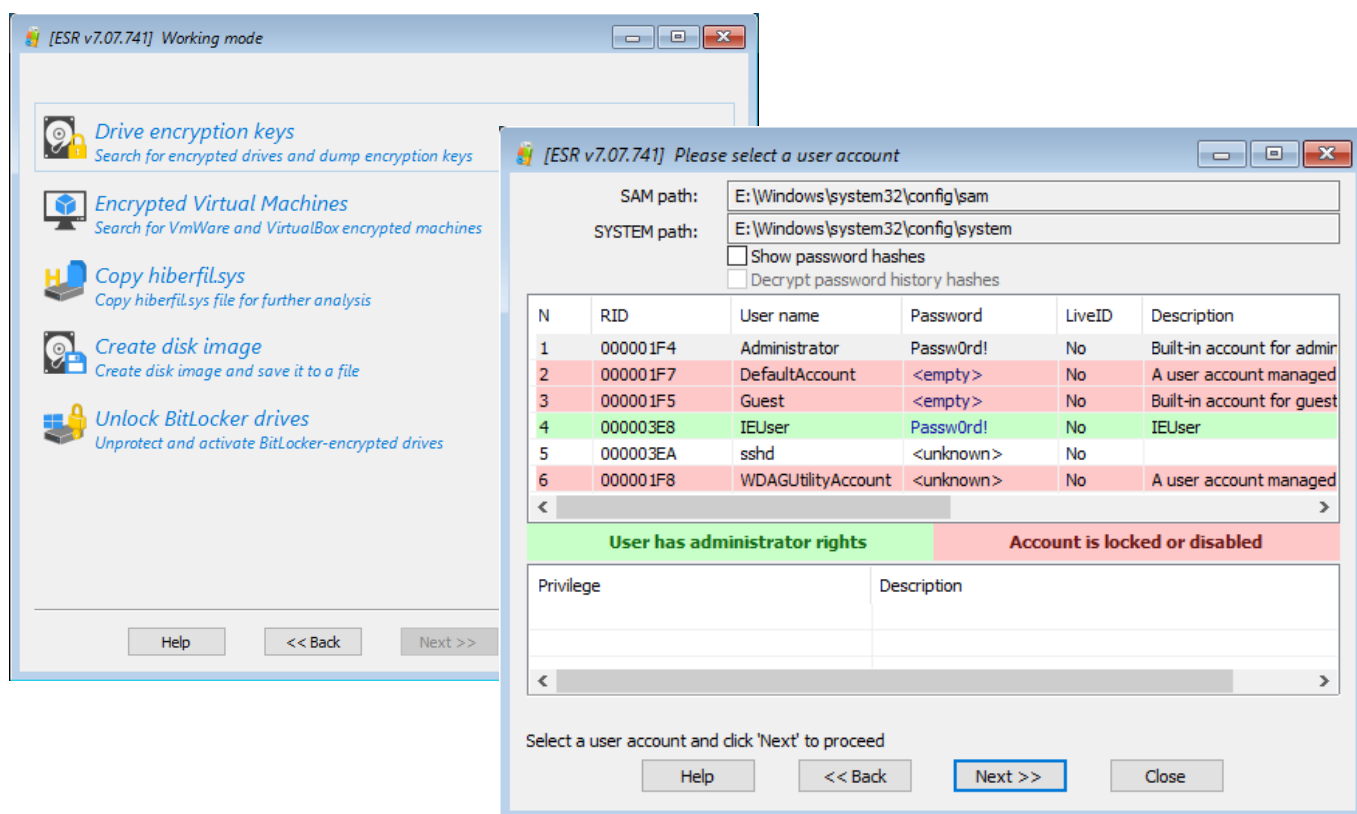 [ESR v7.07.741]  Working mode
Drive encryption keys
Search for encrypted drives and dump encryption keys
Encrypted Virtual Machines
Search for VmWare and VirtualBox encrypted machines
Copy hiberfil.sys
Copy hiberfil.sys file for further analysis
Create disk image
Create disk image and save it to a file
Unlock BitLocker drives
Unprotect and activate BitLocker-encrypted drives
Help << Back Next >>
[ESR v7.07.741]  Please select a user account
SAM path: E:\Windows\system32\config\sam
SYSTEM path: E:\Windows\system32\config\system
Show password hashes
Decrypt password history hashes
N RID User name Password LiveID Description
1 000001F4 Administrator Passw0rd! No Built-in account for admin
2 000001F7 DefaultAccount <empty> No A user account managed
3 000001F5 Guest <empty> No Built-in account for guest
4 000003E8 IEUser Passw0rd! No IEUser
5 000003EA sshd <unknown> No
6 000001F8 WDAGUtilityAccount <unknown> No A user account managed
User has administrator rights Account is locked or disabled
Privilege Description
Select a user account and click 'Next' to proceed
Help << Back Next >> Close